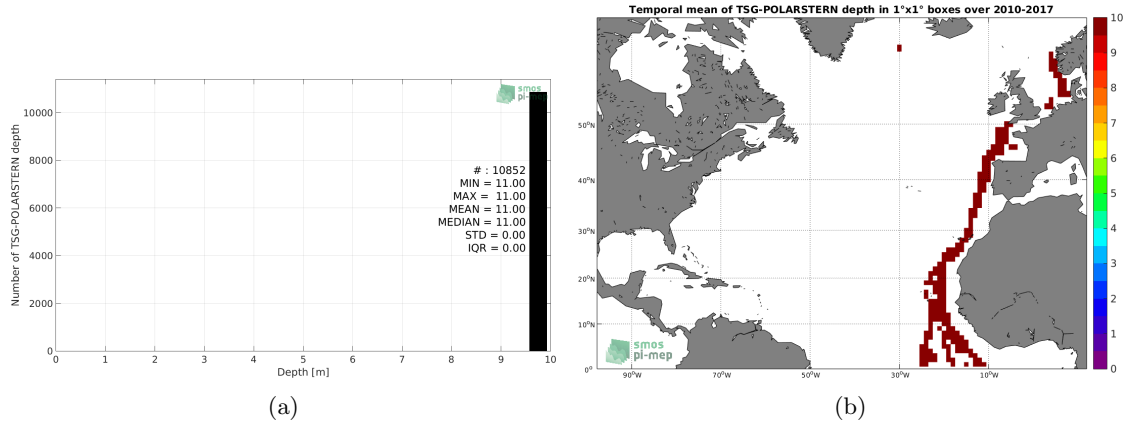 Number of TSG-POLARSTERN depth
10000
8000
6000
4000
2000
0
smos
pi-mep
# : 10852
MIN = 11.00
MAX = 11.00
MEAN = 11.00
MEDIAN = 11.00
STD = 0.00
IQR = 0.00
0 1 2 3 4 5 6 7 8 9 10
Depth [m]
(a)
Temporal mean of TSG-POLARSTERN depth in 1°x1° boxes over 2010-2017
50°N
40°N
30°N
20°N
10°N
0°
90°W 70°W 50°W 30°W 10°W
smos
pi-mep
10
9
8
7
6
5
4
3
2
1
0
(b)